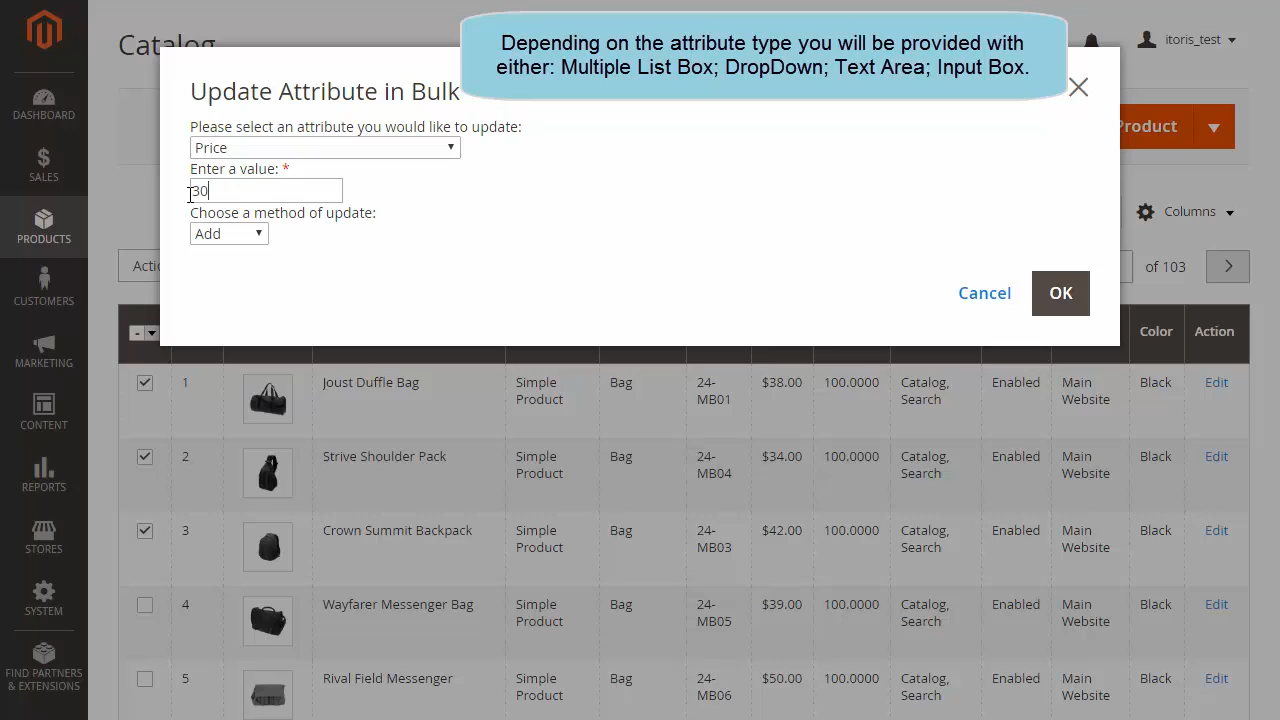 Depending on the attribute type you will be provided with
either: Multiple List Box; DropDown; Text Area; Input Box.
Catalog
itoris_test
Update Attribute in Bulk
Please select an attribute you would like to update:
Price
Enter a value: *
30
Choose a method of update:
Add
Cancel
OK
Product
Columns
Actio
of 103
DASHBOARD
SALES
PRODUCTS
CUSTOMERS
MARKETING
CONTENT
REPORTS
STORES
SYSTEM
FIND PARTNERS
& EXTENSIONS
Color
Action
1
Joust Duffle Bag
Simple
Product
Bag
24-
MB01
$38.00
100.0000
Catalog,
Search
Enabled
Main
Website
Black
Edit
2
Strive Shoulder Pack
Simple
Product
Bag
24-
MB04
$34.00
100.0000
Catalog,
Search
Enabled
Main
Website
Black
Edit
3
Crown Summit Backpack
Simple
Product
Bag
24-
MB03
$42.00
100.0000
Catalog,
Search
Enabled
Main
Website
Black
Edit
4
Wayfarer Messenger Bag
Simple
Product
Bag
24-
MB05
$39.00
100.0000
Catalog,
Search
Enabled
Main
Website
Black
Edit
5
Rival Field Messenger
Simple
Product
Bag
24-
MB06
$50.00
100.0000
Catalog,
Search
Enabled
Main
Website
Black
Edit